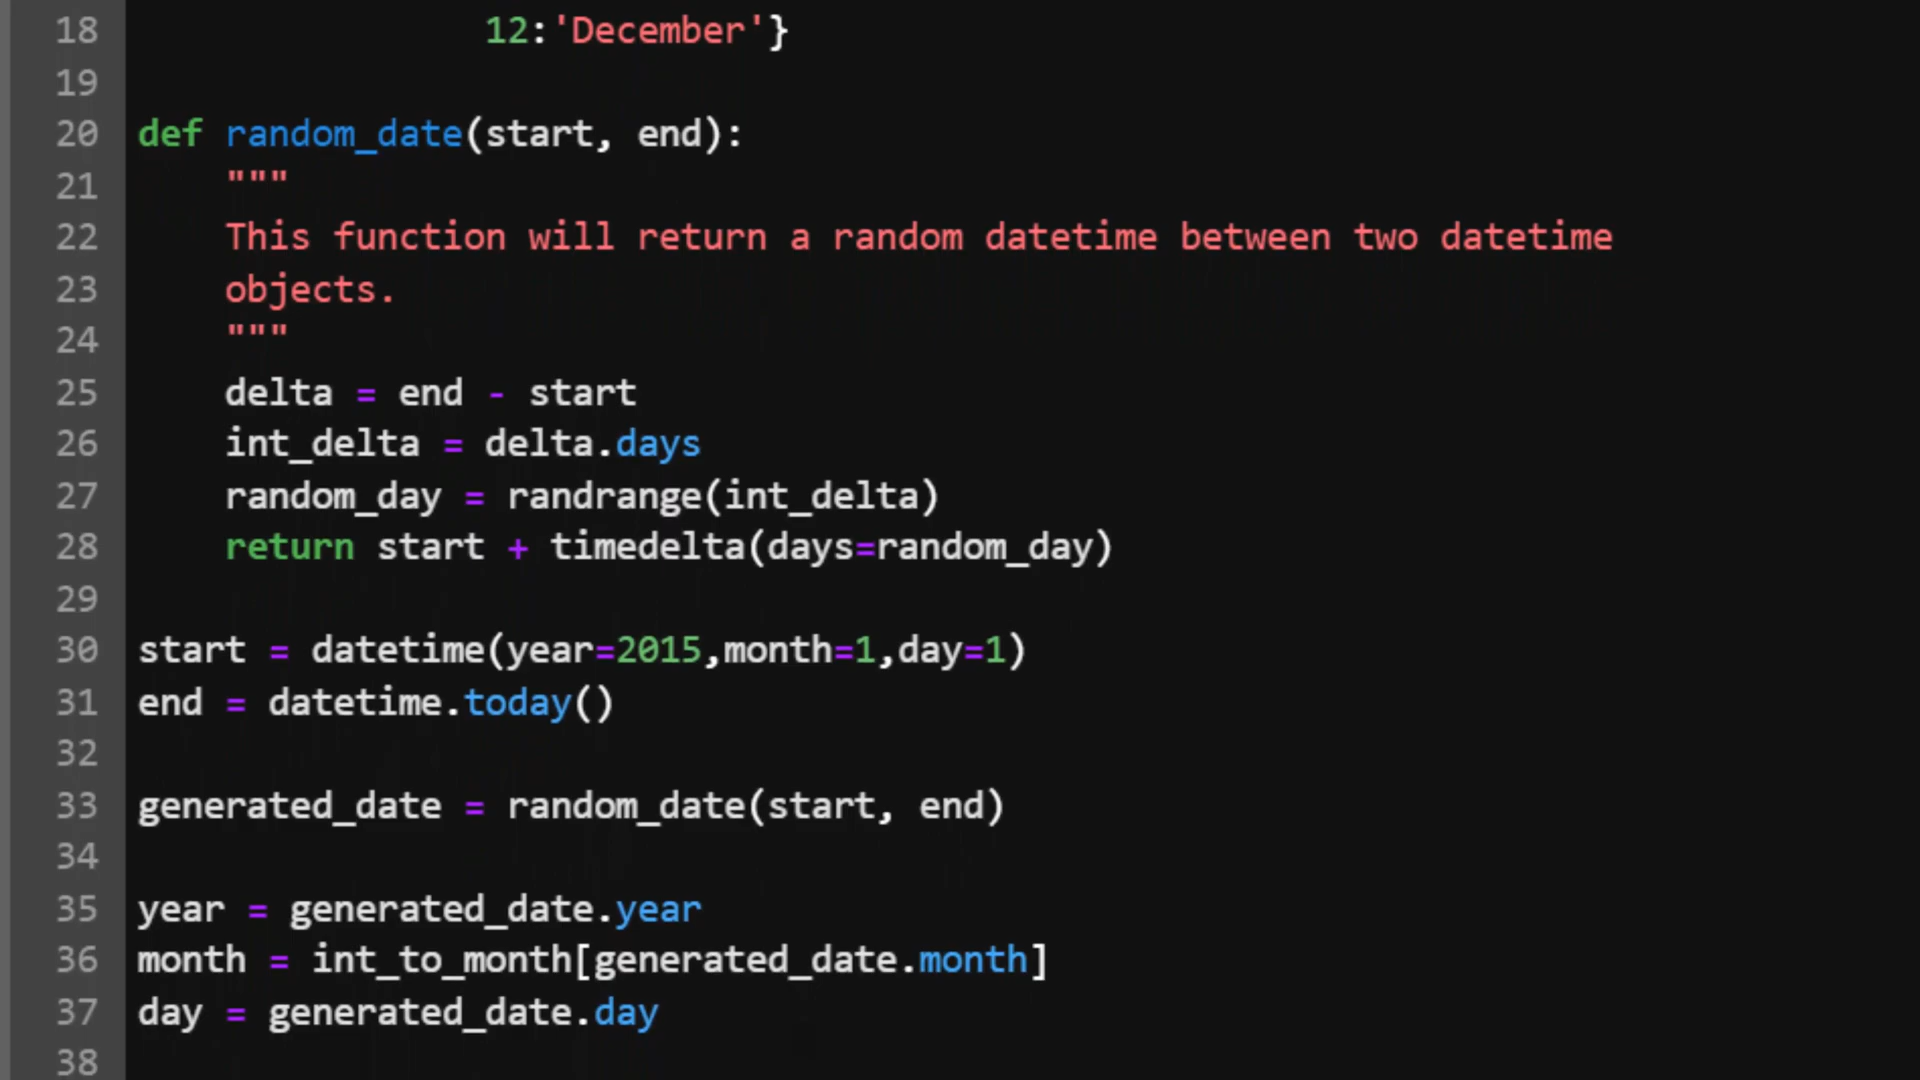 18 12:'December'}
19
20 def random_date(start, end):
21 """
22 This function will return a random datetime between two datetime
23 objects.
24 """
25 delta = end - start
26 int_delta = delta.days
27 random_day = randrange(int_delta)
28 return start + timedelta(days=random_day)
29
30 start = datetime(year=2015,month=1,day=1)
31 end = datetime.today()
32
33 generated_date = random_date(start, end)
34
35 year = generated_date.year
36 month = int_to_month[generated_date.month]
37 day = generated_date.day
38